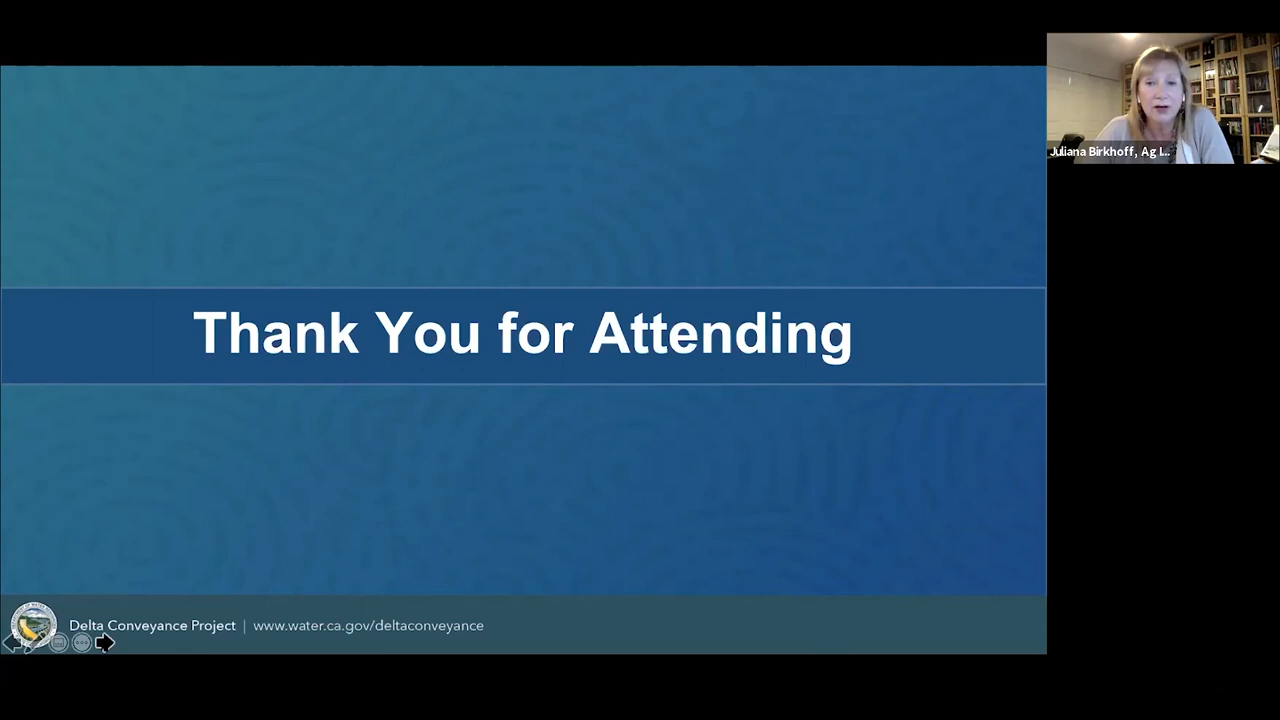 Juliana Birkhoff, Ag I...
Thank You for Attending
Delta Conveyance Project | www.water.ca.gov/deltaconveyance